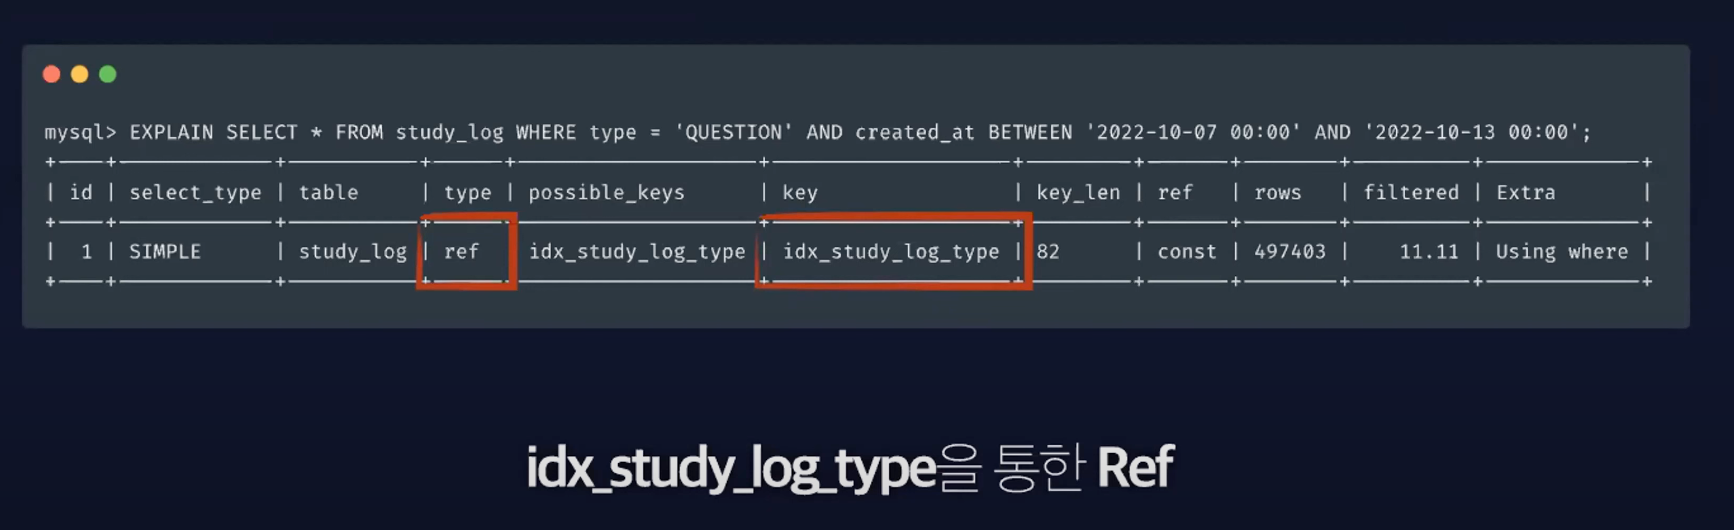 mysql> EXPLAIN SELECT * FROM study_log WHERE type = 'QUESTION' AND created_at BETWEEN '2022-10-07 00:00' AND '2022-10-13 00:00';
| id | select_type | table | type | possible_keys | key | key_len | ref | rows | filtered | Extra |
| 1 | SIMPLE | study_log | ref | idx_study_log_type | idx_study_log_type | 82 | const | 497403 | 11.11 | Using where |
idx_study_log_type을 통한 Ref